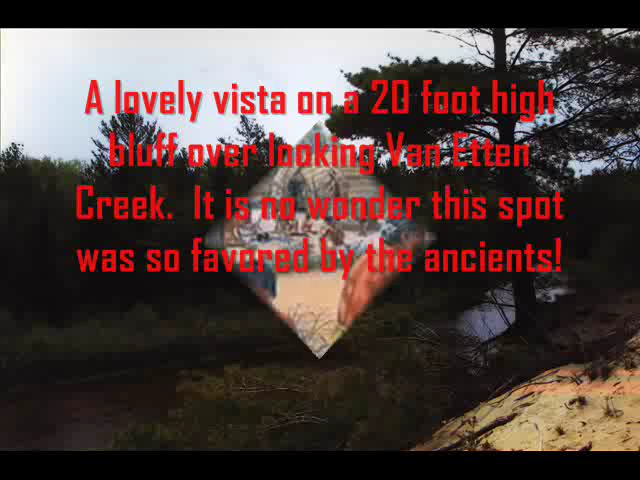 A lovely vista on a 20 foot high
bluff over looking Van Etten
Creek. It is no wonder this spot
was so favored by the ancients!